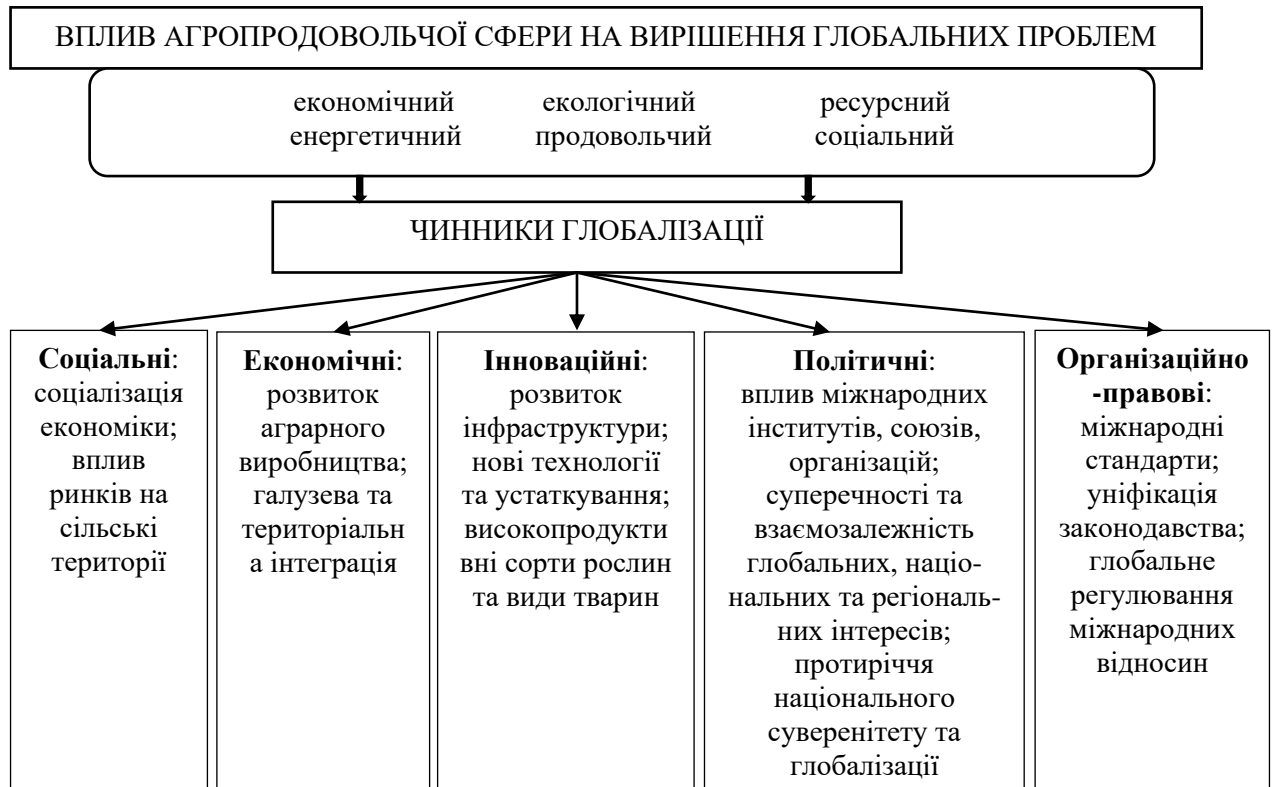 ВПЛИВ АГРОПРОДОВОЛЬЧОЇ СФЕРИ НА ВИРІШЕННЯ ГЛОБАЛЬНИХ ПРОБЛЕМ
економічний екологічний ресурсний
енергетичний продовольчий соціальний
ЧИННИКИ ГЛОБАЛІЗАЦІЇ
Соціальні:
соціалізація
економіки;
вплив
ринків на
сільські
території
Економічні:
розвиток
аграрного
виробництва;
галузева та
територіальн
а інтеграція
Інноваційні:
розвиток
інфраструктури;
нові технології
та устаткування;
високопродукти
вні сорти рослин
та види тварин
Політичні:
вплив міжнародних
інститутів, союзів,
організацій;
суперечності та
взаємозалежність
глобальних, націо-
нальних та регіональ-
них інтересів;
протиріччя
національного
суверенітету та
глобалізації
Організаційно
-правові:
міжнародні
стандарти;
уніфікація
законодавства;
глобальне
регулювання
міжнародних
відносин